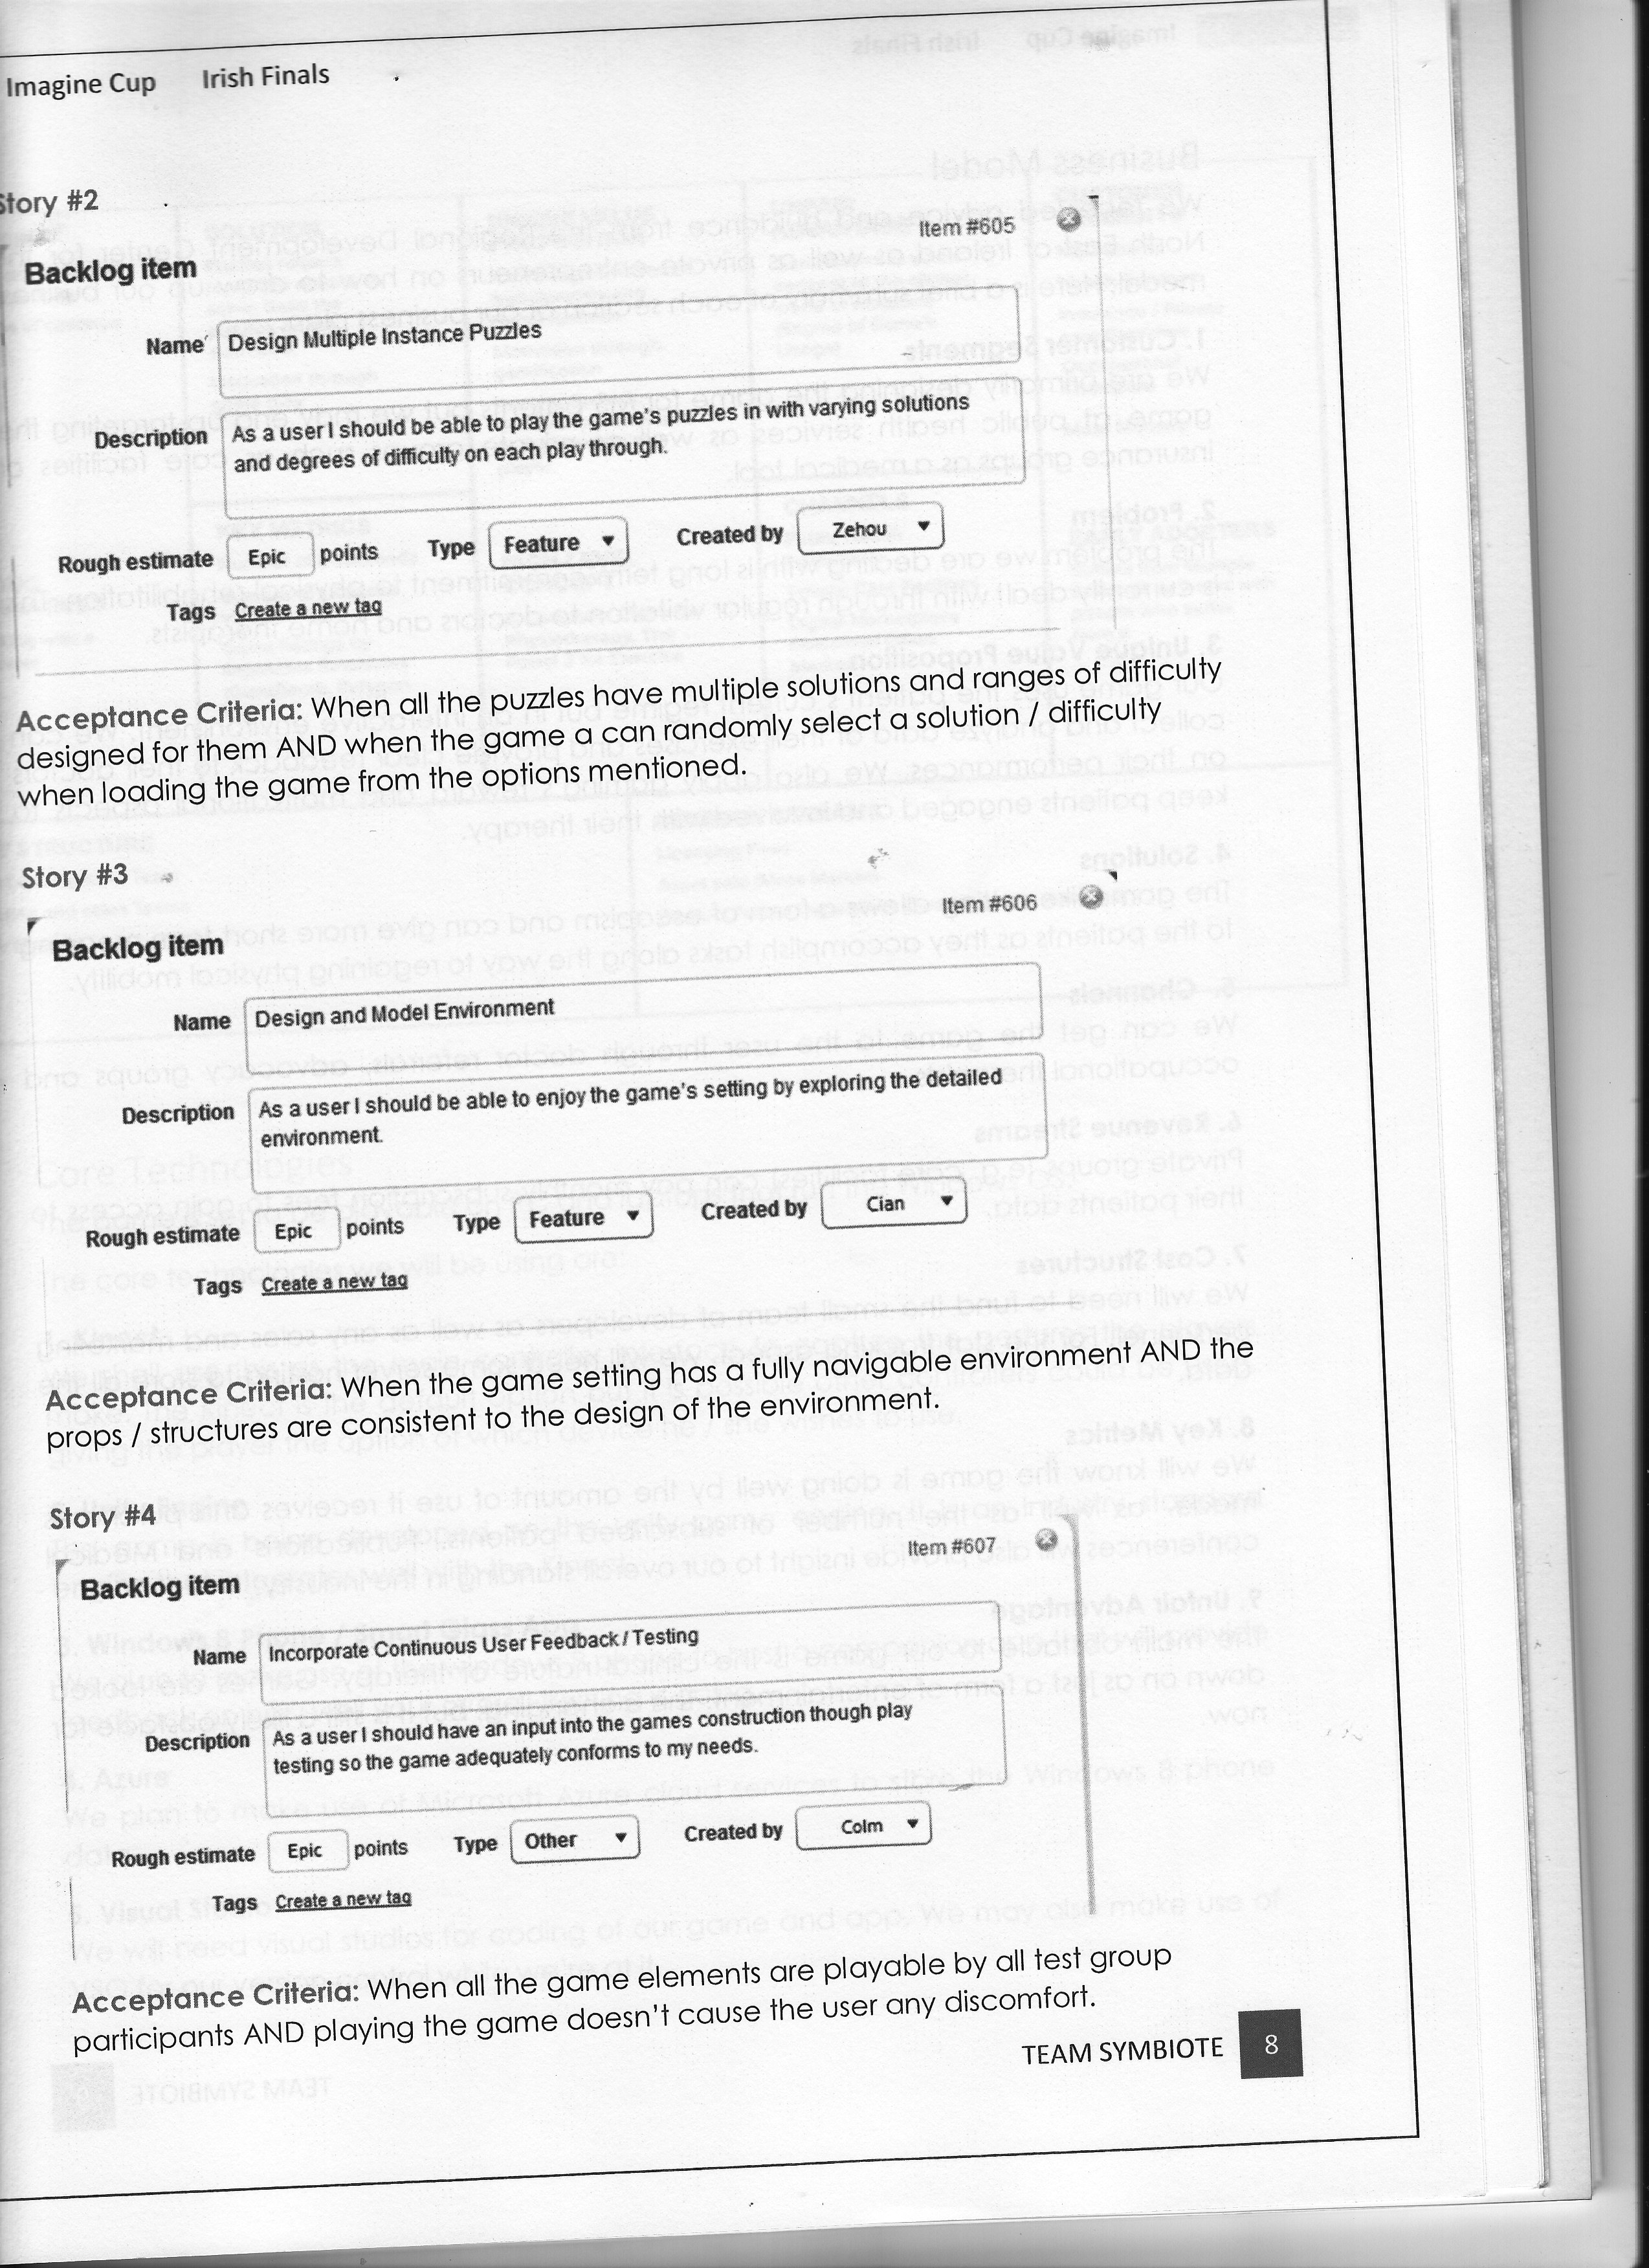 Imagine Cup Irish Finals
Story #2
Item #605
Backlog item
Name Design Multiple Instance Puzzles
Description As a user I should be able to play the game's puzzles in with varying solutions
and degrees of difficulty on each play through.
Rough estimate Epic points Type Feature Created by Zehou
Tags Create a new tag
Acceptance Criteria: When all the puzzles have multiple solutions and ranges of difficulty
designed for them AND when the game a can randomly select a solution / difficulty
when loading the game from the options mentioned.
Story #3
Item #606
Backlog item
Name Design and Model Environment
Description As a user I should be able to enjoy the game's setting by exploring the detailed
environment.
Rough estimate Epic points Type Feature Created by Cian
Tags Create a new tag
Acceptance Criteria: When the game setting has a fully navigable environment AND the
props / structures are consistent to the design of the environment.
Story #4
Item #607
Backlog item
Name Incorporate Continuous User Feedback / Testing
Description As a user I should have an input into the games construction though play
testing so the game adequately conforms to my needs.
Rough estimate Epic points Type Other Created by Colm
Tags Create a new tag
Acceptance Criteria: When all the game elements are playable by all test group
participants AND playing the game doesn't cause the user any discomfort.
TEAM SYMBIOTE 8